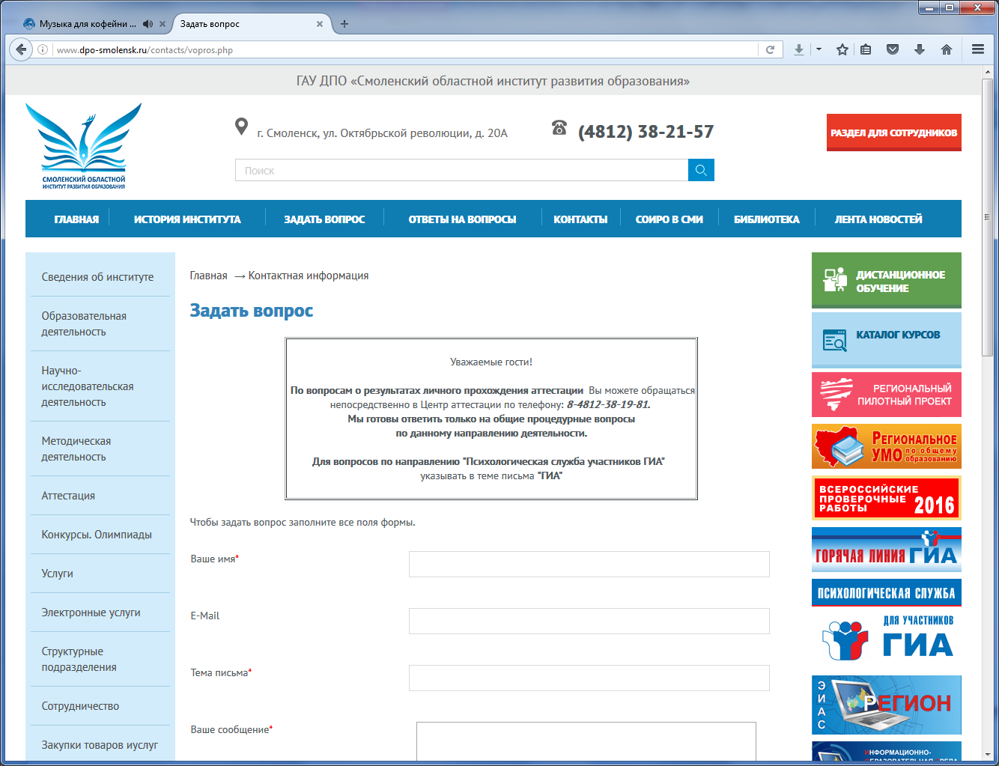 Музыка для кофейни ...
Задать вопрос
www.dpo-smolensk.ru/contacts/vopros.php
ГАУ ДПО «Смоленский областной институт развития образования»
СМОЛЕНСКИЙ ОБЛАСТНОЙ
ИНСТИТУТ РАЗВИТИЯ ОБРАЗОВАНИЯ
г. Смоленск, ул. Октябрьской революции, д. 20А
(4812) 38-21-57
РАЗДЕЛ ДЛЯ СОТРУДНИКОВ
Поиск
ГЛАВНАЯ ИСТОРИЯ ИНСТИТУТА ЗАДАТЬ ВОПРОС ОТВЕТЫ НА ВОПРОСЫ КОНТАКТЫ СОИРО В СМИ БИБЛИОТЕКА ЛЕНТА НОВОСТЕЙ
Сведения об институте
Образовательная
деятельность
Научно-
исследовательская
деятельность
Методическая
деятельность
Аттестация
Конкурсы. Олимпиады
Услуги
Электронные услуги
Структурные
подразделения
Сотрудничество
Закупки товаров иуслуг
Главная → Контактная информация
Задать вопрос
Уважаемые гости!
По вопросам о результатах личного прохождения аттестации Вы можете обращаться
непосредственно в Центр аттестации по телефону: 8-4812-38-19-81.
Мы готовы ответить только на общие процедурные вопросы
по данному направлению деятельности.
Для вопросов по направлению "Психологическая служба участников ГИА"
указывать в теме письма "ГИА"
Чтобы задать вопрос заполните все поля формы.
Ваше имя*
E-Mail
Тема письма*
Ваше сообщение*
ДИСТАНЦИОННОЕ
ОБУЧЕНИЕ
КАТАЛОГ КУРСОВ
РЕГИОНАЛЬНЫЙ
ПИЛОТНЫЙ ПРОЕКТ
РЕГИОНАЛЬНОЕ
УМО по общему
образованию
ВСЕРОССИЙСКИЕ
ПРОВЕРОЧНЫЕ
РАБОТЫ 2016
ГОРЯЧАЯ ЛИНИЯ ГИА
ПСИХОЛОГИЧЕСКАЯ СЛУЖБА
ДЛЯ УЧАСТНИКОВ
ГИА
ЭИАС
РЕГИОН
ИНФОРМАЦИОННО-